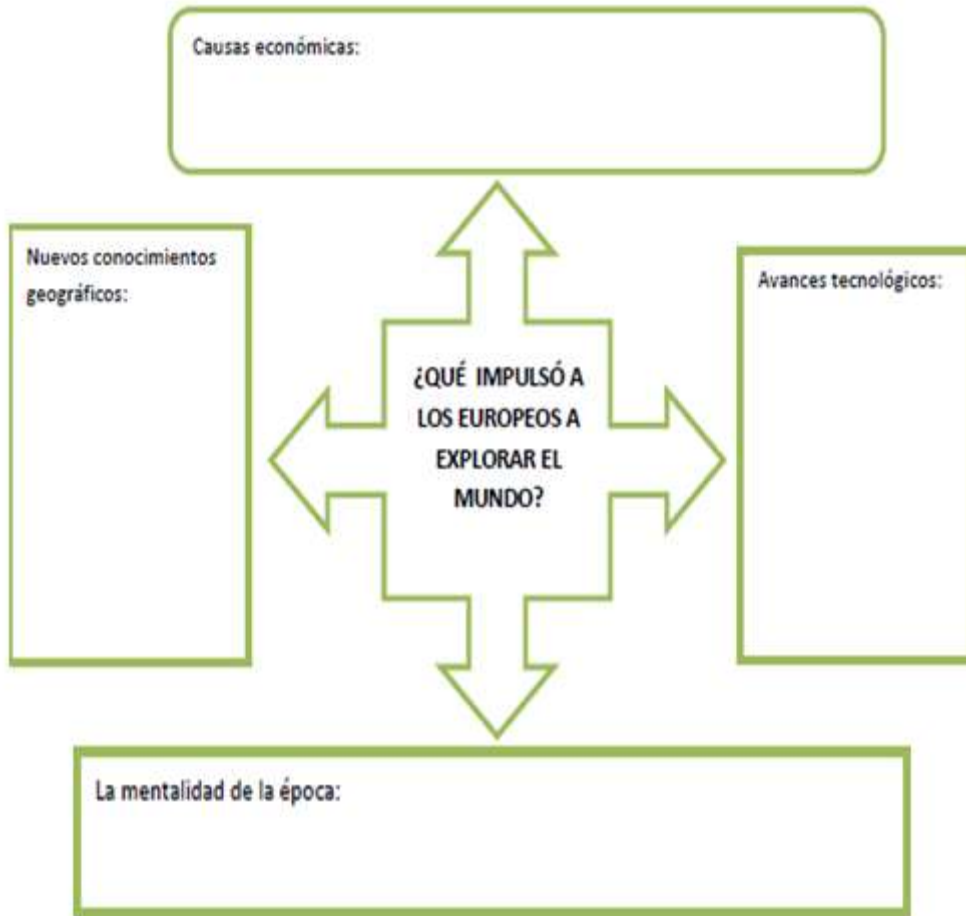 Causas económicas:
Nuevos conocimientos
geográficos:
Avances tecnológicos:
¿QUÉ IMPULSÓ A
LOS EUROPEOS A
EXPLORAR EL
MUNDO?
La mentalidad de la época: